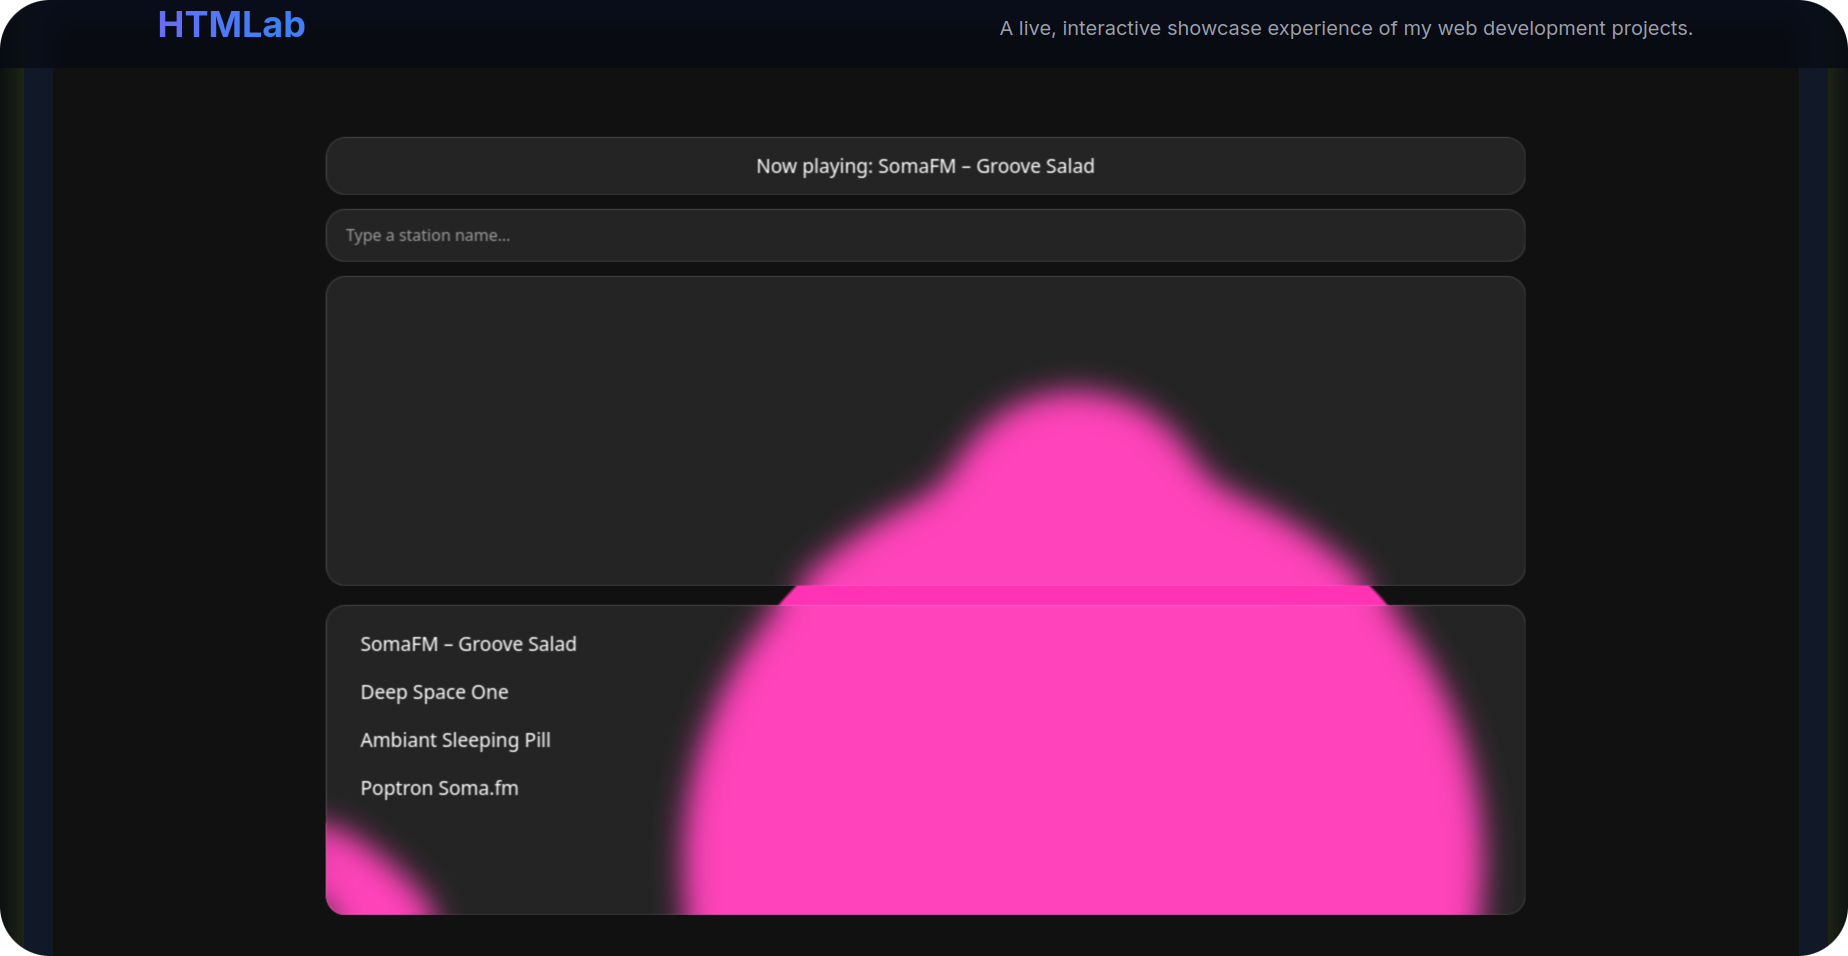 HTMLab
A live, interactive showcase experience of my web development projects.
Now playing: SomaFM – Groove Salad
Type a station name...
SomaFM – Groove Salad
Deep Space One
Ambiant Sleeping Pill
Poptron Soma.fm